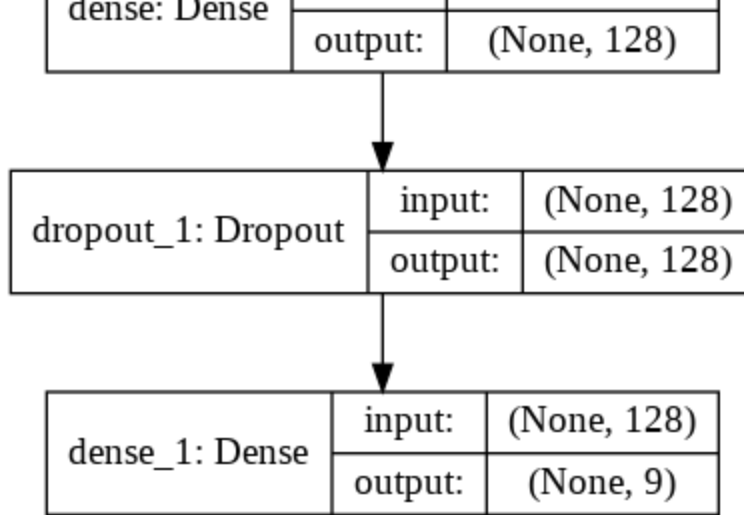 dense: Dense
output: (None, 128)
dropout_1: Dropout
input: (None, 128)
output: (None, 128)
dense_1: Dense
input: (None, 128)
output: (None, 9)